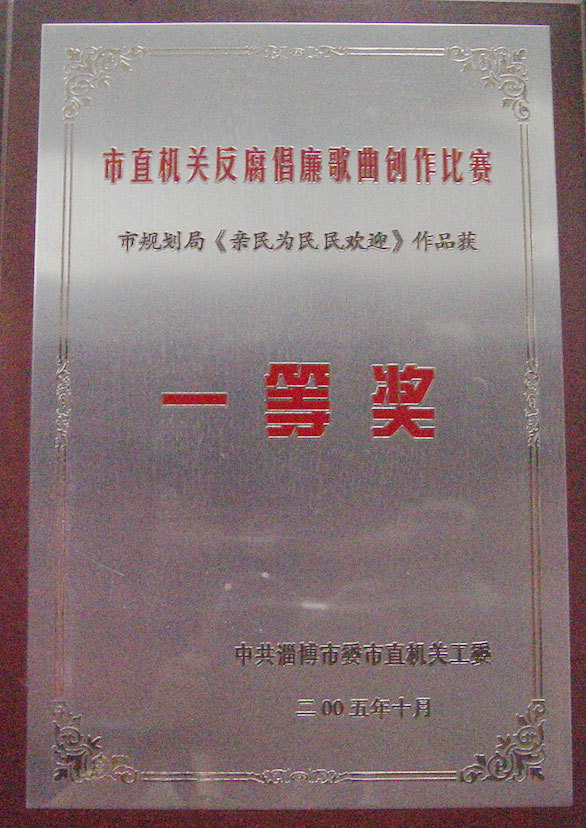 市直机关反腐倡廉歌曲创作比赛
市规划局《亲民为民民欢迎》作品获
一等奖
中共淄博市委市直机关工委
二00五年十月